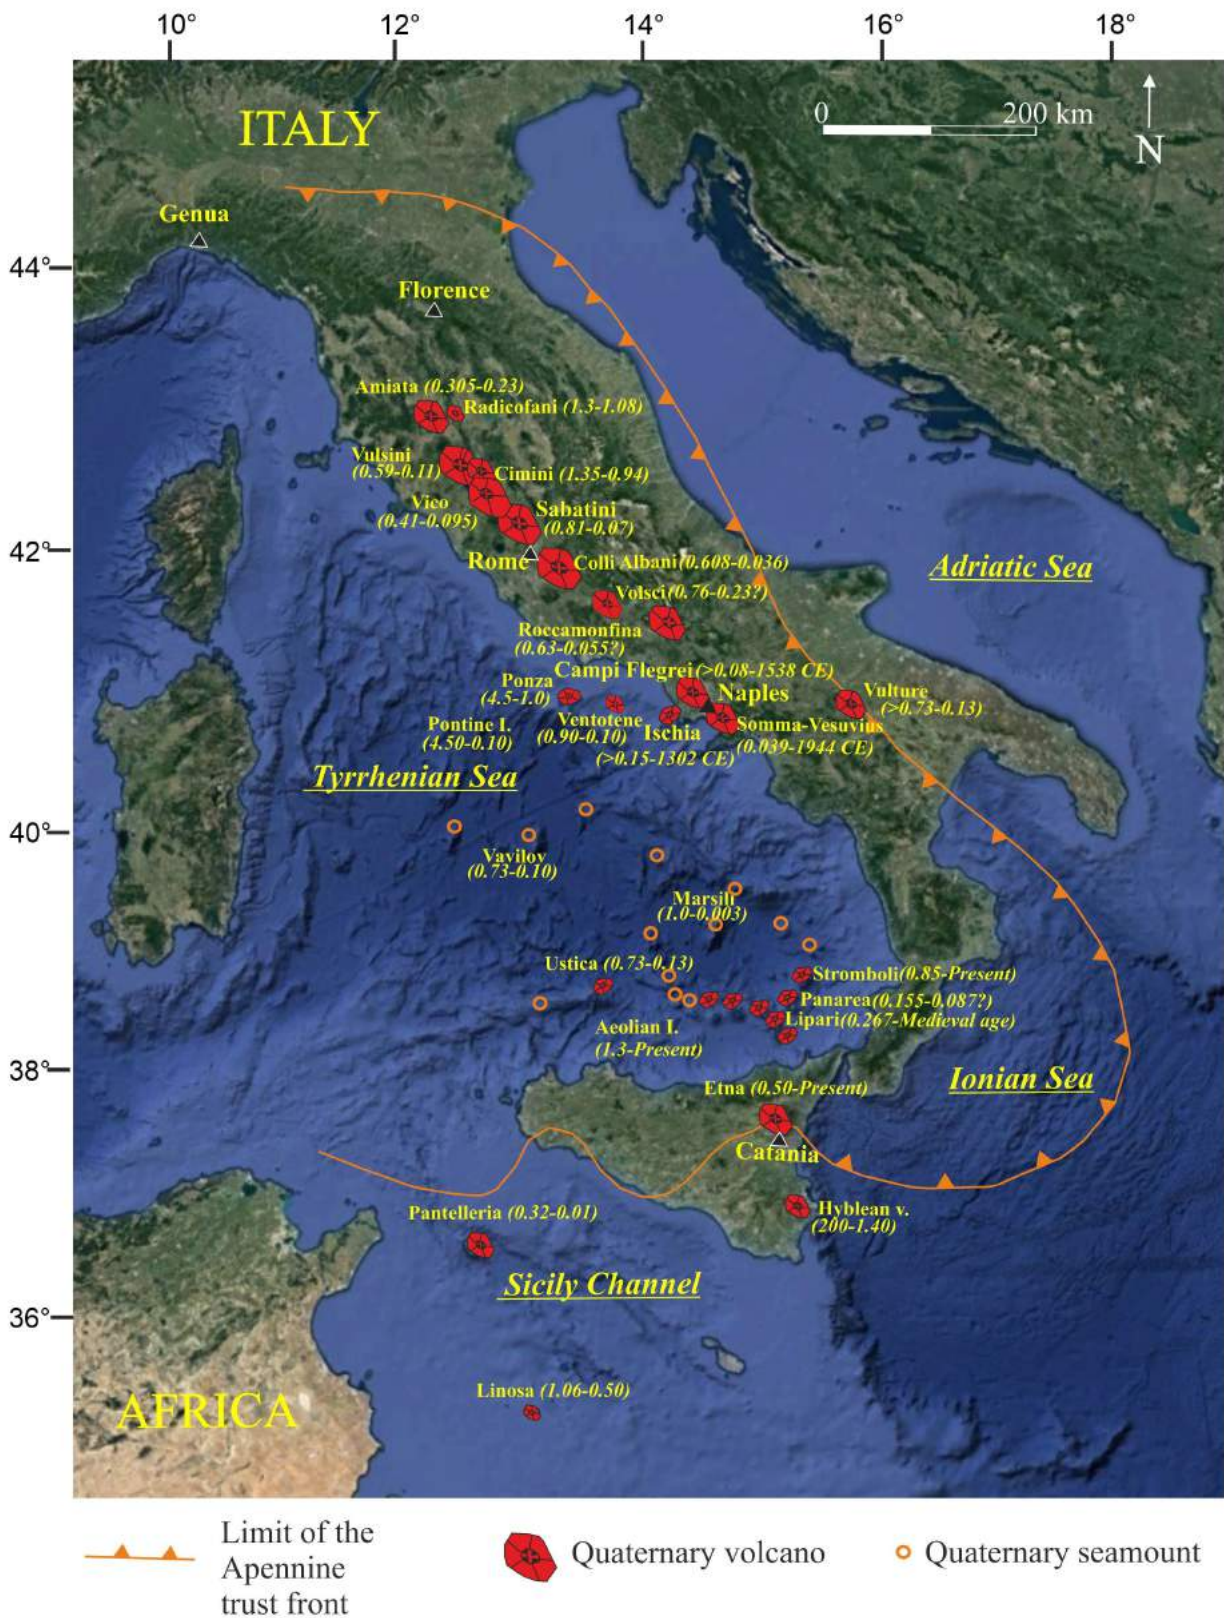 10°
12°
14°
16°
18°
ITALY
0
200 km
N
Genua
44°
Florence
Amiata (0.305-0.23)
Radicofani (1.3-1.08)
Vulsini
(0.59-0.11)
Cimini (1.35-0.94)
Vico
(0.41-0.095)
Sabatini
(0.81-0.07)
42°
Rome
Colli Albani(0.608-0.036)
Adriatic Sea
Volsci(0.76-0.23?)
Roccamonfina
(0.63-0.055?)
Campi Flegrei(>0.08-1538 CE)
Ponza
(4.5-1.0)
Naples
Vulture
(>0.73-0.13)
Pontine I.
(4.50-0.10)
Ventotene
(0.90-0.10)
Ischia
(>0.15-1302 CE)
Somma-Vesuvius
(0.039-1944 CE)
Tyrrhenian Sea
40°
Vavilov
(0.73-0.10)
Marsili
(1.0-0.003)
Ustica (0.73-0.13)
Stromboli(0.85-Present)
Panarea(0.155-0.087?)
Lipari(0.267-Medieval age)
Aeolian I.
(1.3-Present)
38°
Etna (0.50-Present)
Ionian Sea
Catania
Pantelleria (0.32-0.01)
Hyblean v.
(200-1.40)
Sicily Channel
36°
Linosa (1.06-0.50)
AFRICA
Limit of the
Apennine
trust front
Quaternary volcano
Quaternary seamount